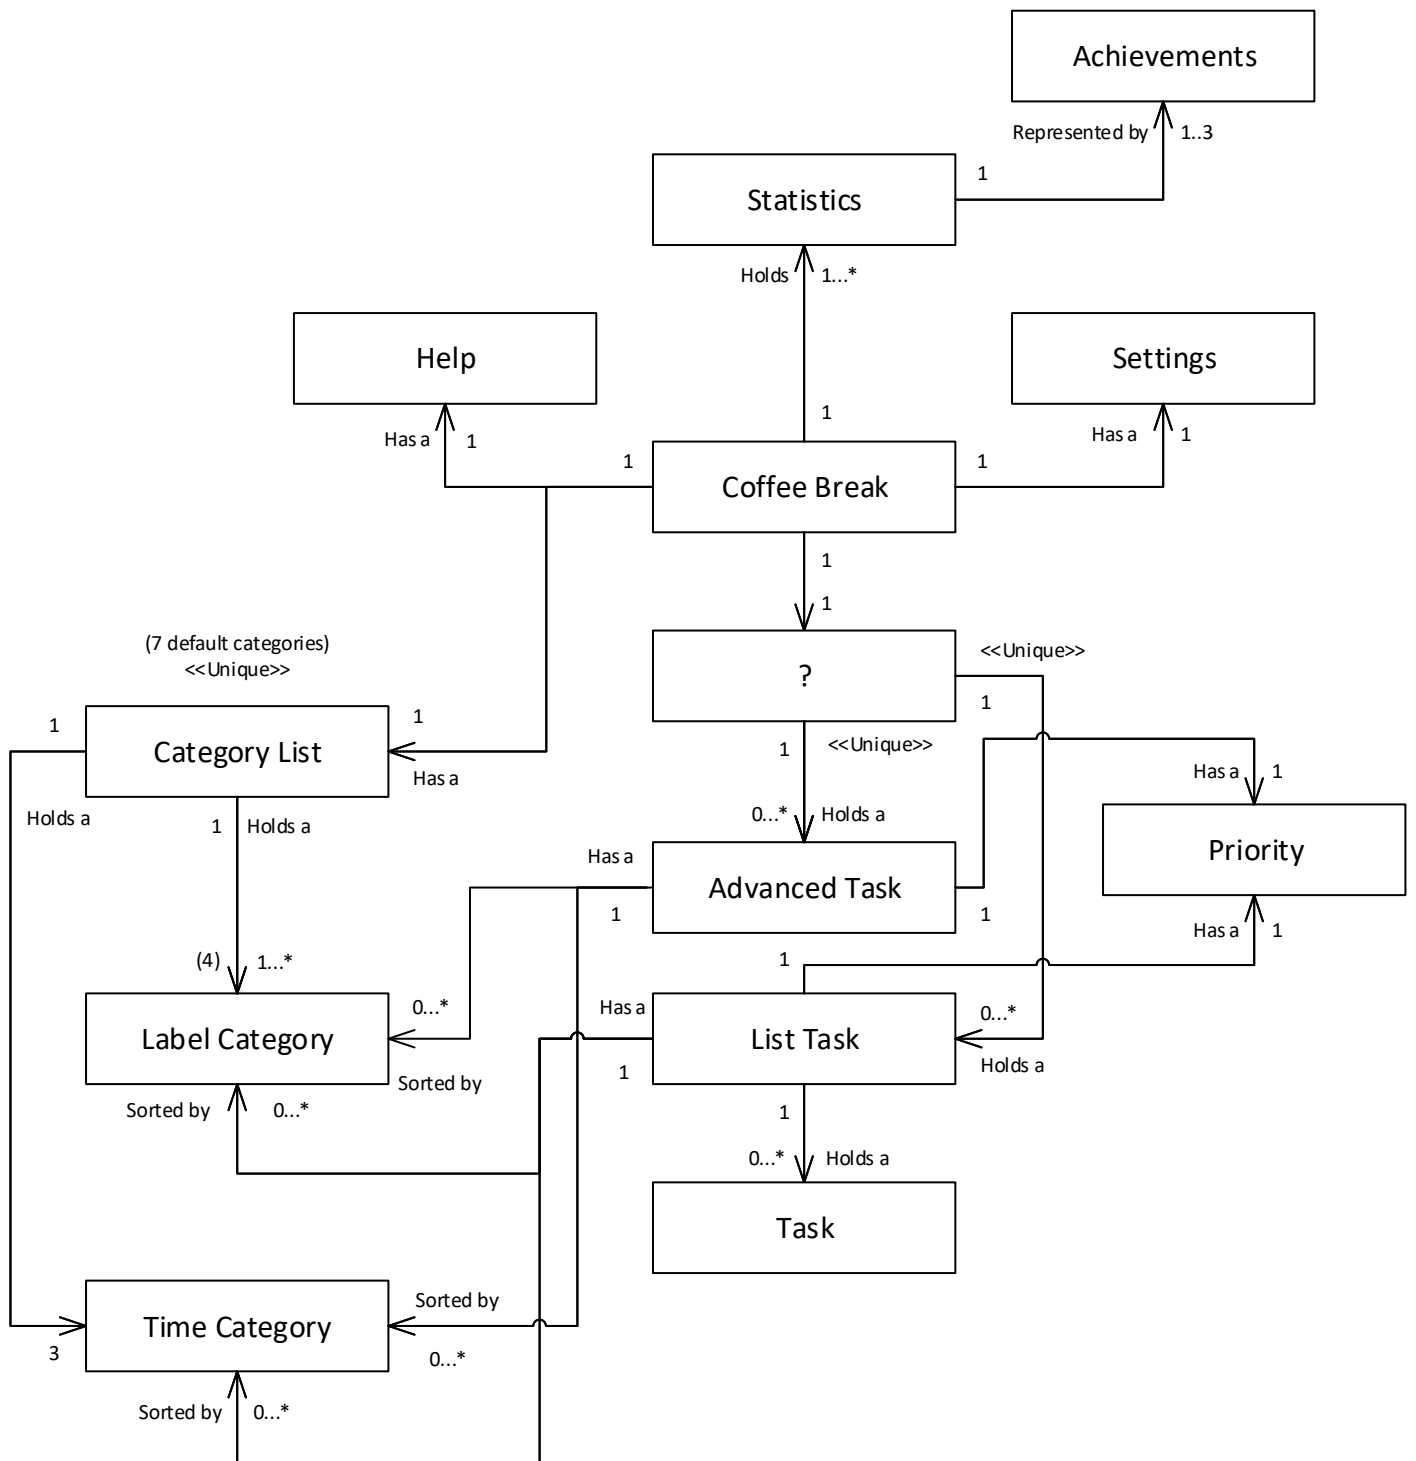 Achievements
Represented by
1..3
Statistics
1
Holds
1...*
Help
Settings
1
Has a
1
Has a
1
1
1
Coffee Break
1
1
(7 default categories)
<<Unique>>
<<Unique>>
?
1
1
1
Category List
1
<<Unique>>
Has a
1
Has a
Holds a
1
Holds a
0...*
Holds a
Priority
Has a
Advanced Task
1
1
Has a
1
(4)
1...*
1
0...*
Has a
0...*
Label Category
List Task
Holds a
1
Sorted by
Sorted by
0...*
1
0...*
Holds a
Task
Sorted by
Time Category
3
0...*
Sorted by
0...*